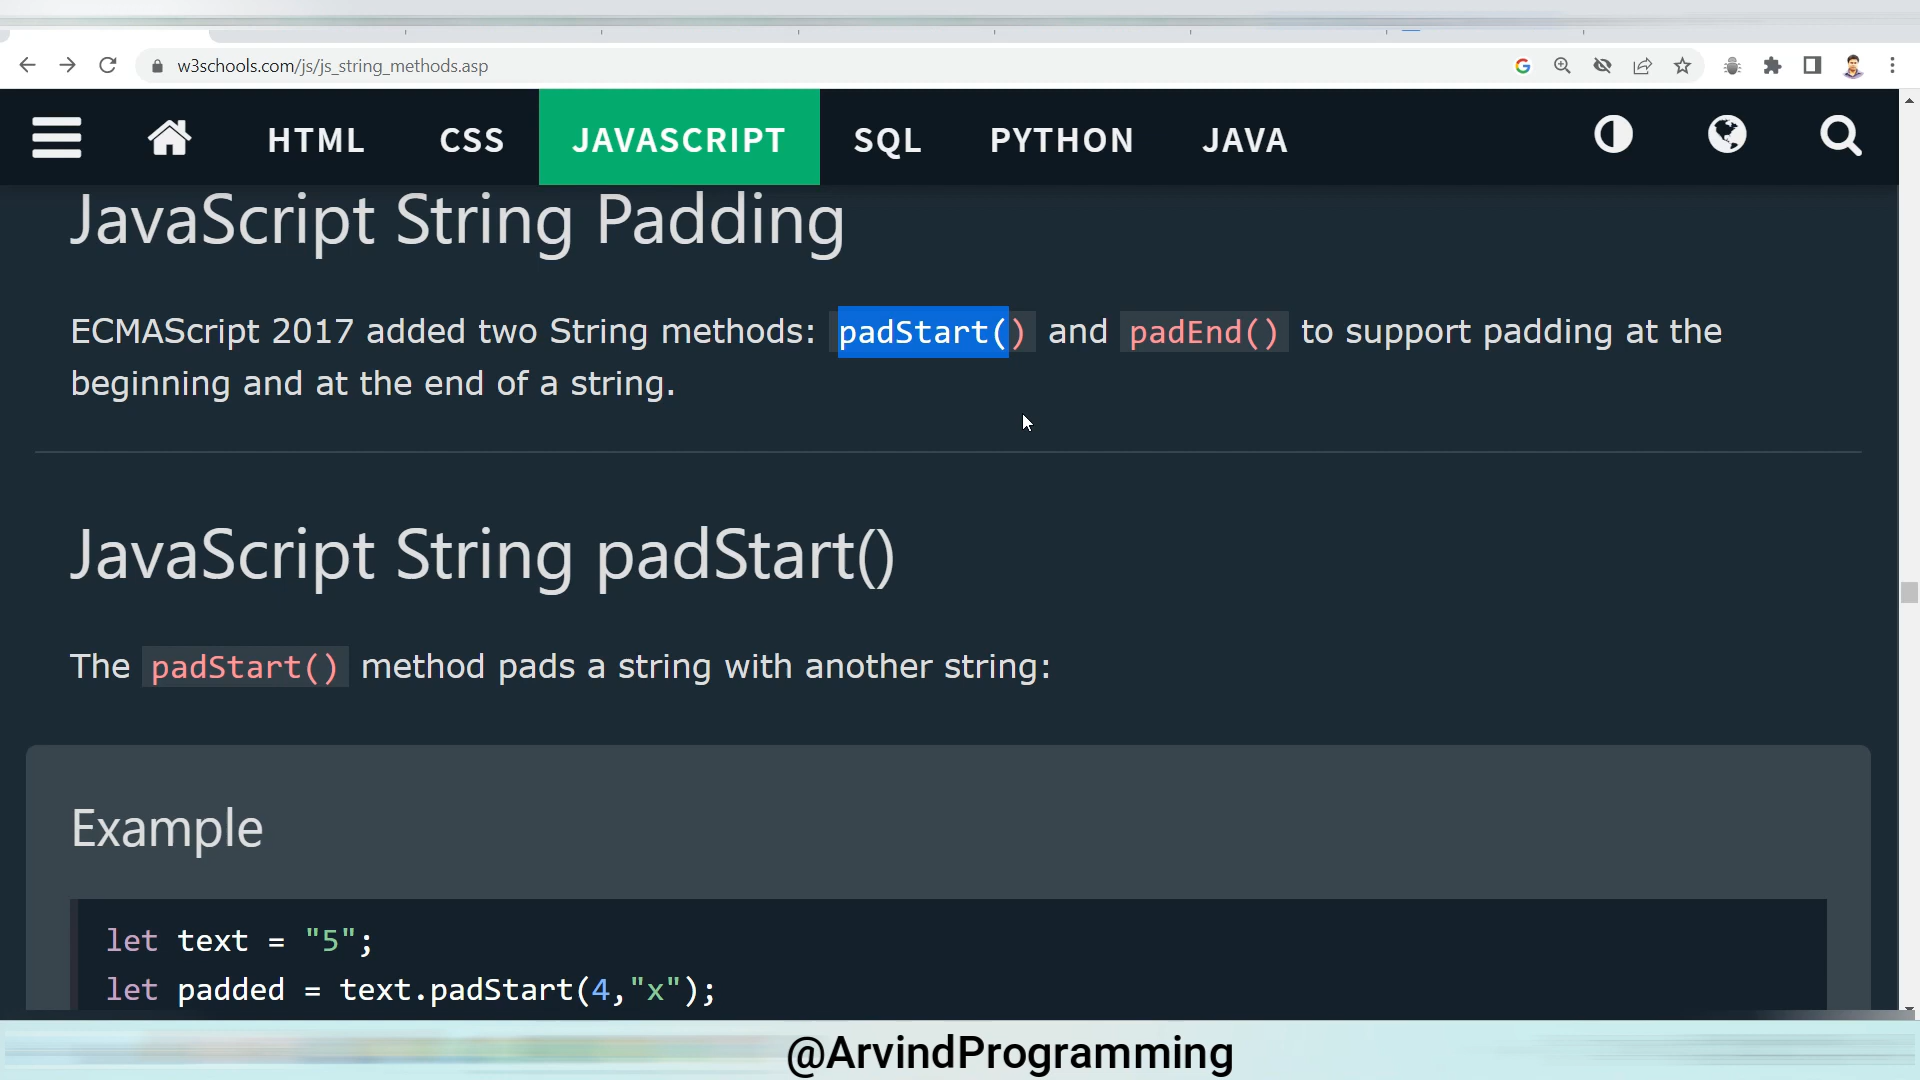 w3schools.com/js/js_string_methods.asp
HTML CSS JAVASCRIPT SQL PYTHON JAVA
JavaScript String Padding
ECMAScript 2017 added two String methods: padStart() and padEnd() to support padding at the
beginning and at the end of a string.
JavaScript String padStart()
The padStart() method pads a string with another string:
Example
let text = "5";
let padded = text.padStart(4,"x");
@ArvindProgramming